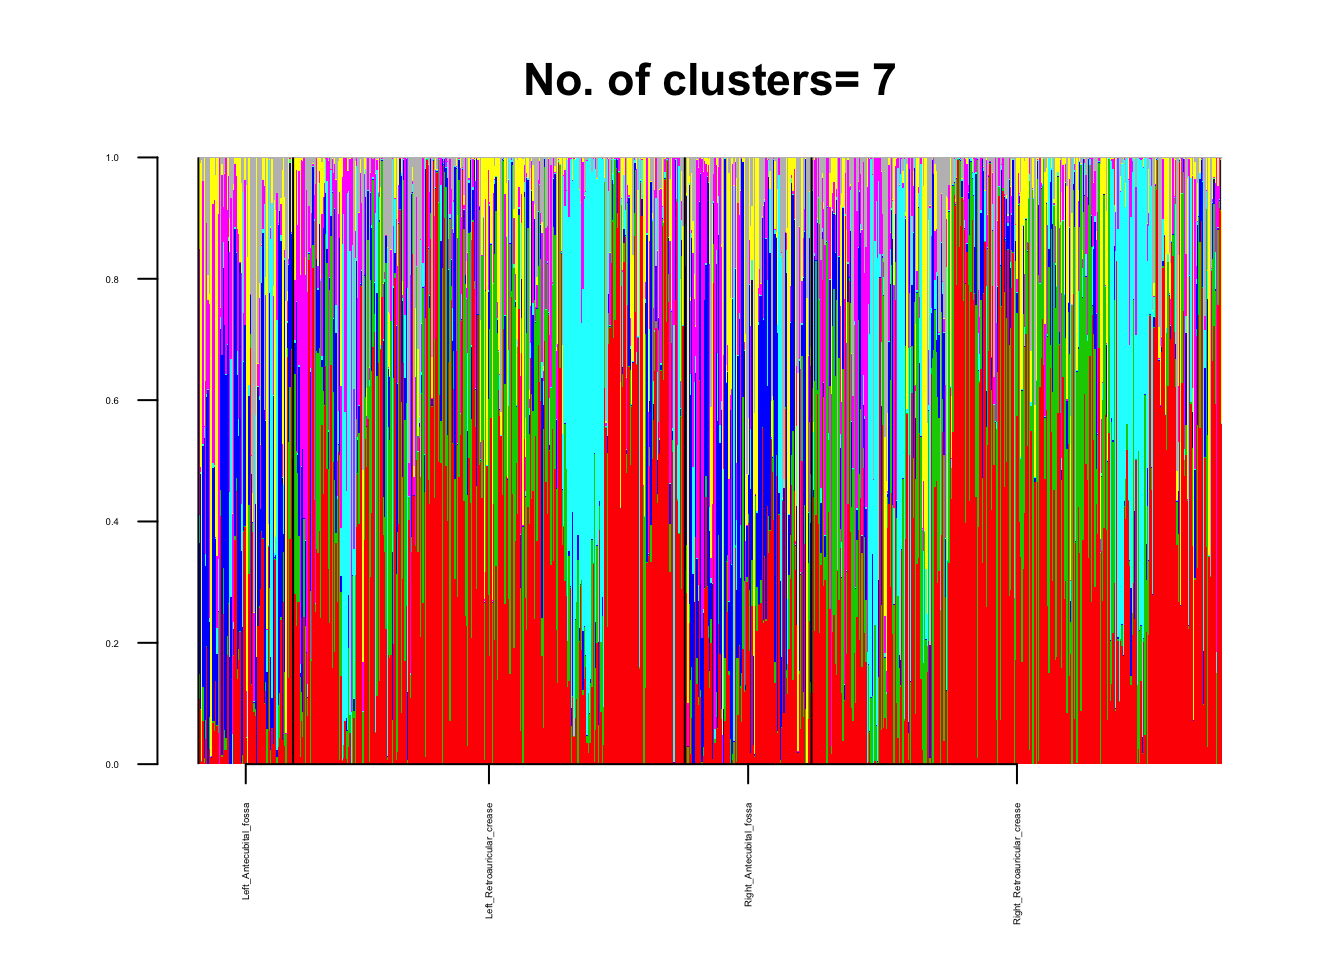 No. of clusters= 7
1.0
0.8
0.6
0.4
0.2
0.0
Left_Antecubital_fossa
Left_Retroauricular_crease
Right_Antecubital_fossa
Right_Retroauricular_crease